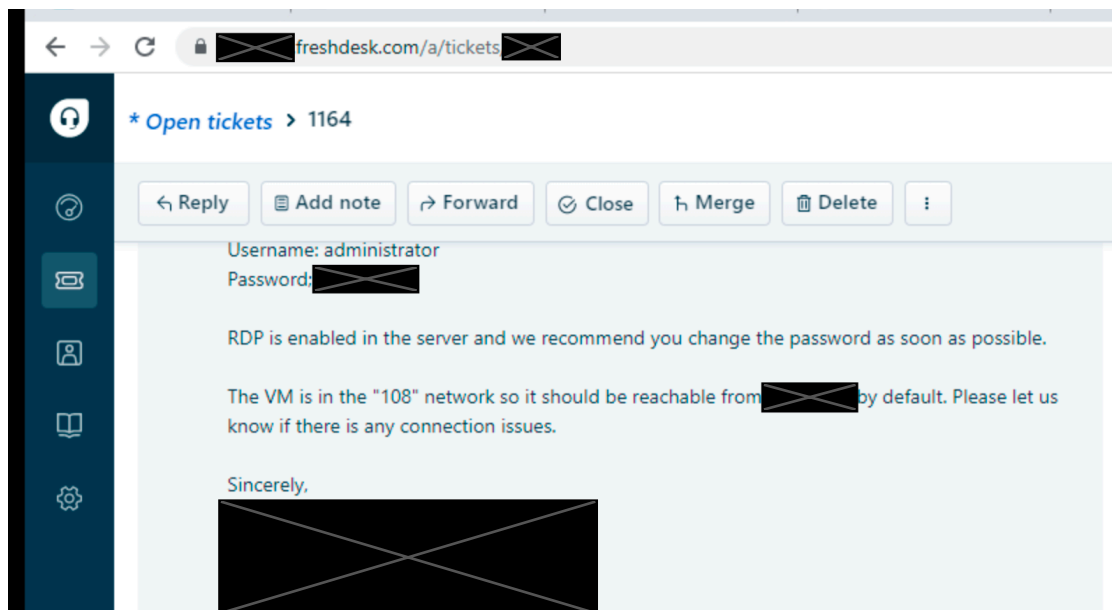 freshdesk.com/a/tickets
* Open tickets > 1164
Reply Add note Forward Close Merge Delete
Username: administrator
Password;
RDP is enabled in the server and we recommend you change the password as soon as possible.
The VM is in the "108" network so it should be reachable from by default. Please let us
know if there is any connection issues.
Sincerely,